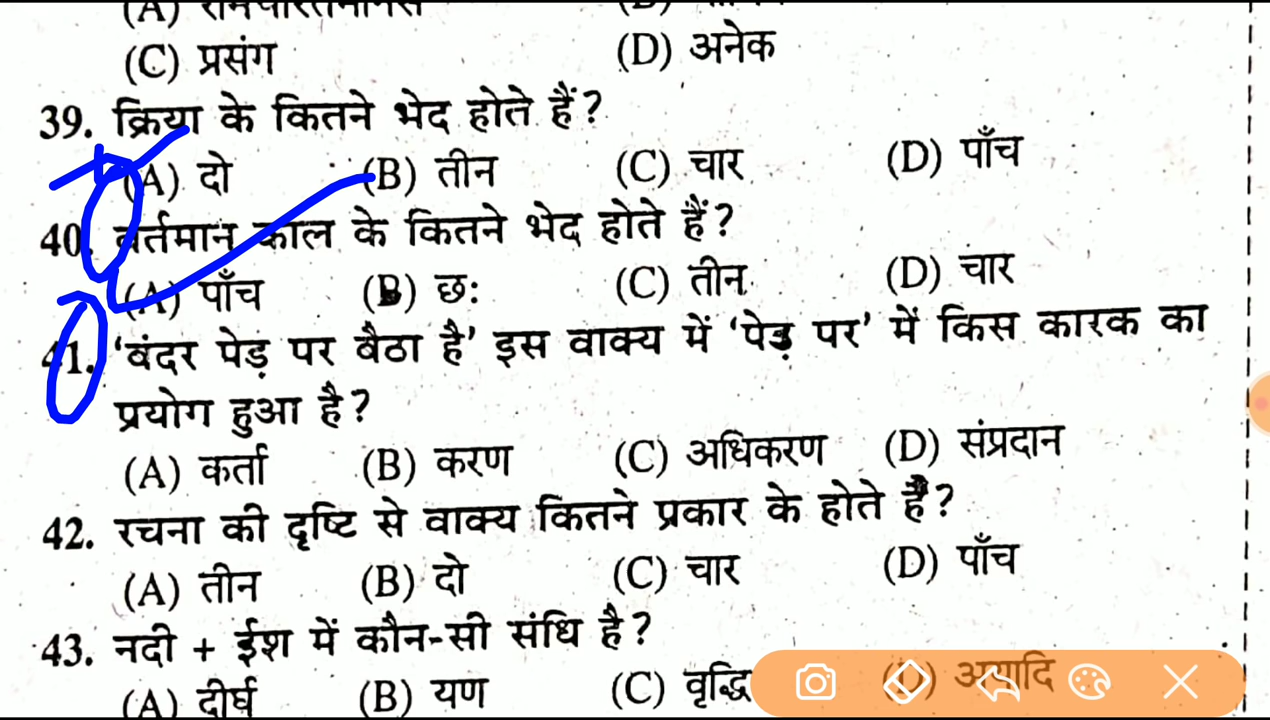 (C) प्रसंग (D) अनेक
39. क्रिया के कितने भेद होते हैं?
(A) दो (B) तीन (C) चार (D) पाँच
40. वर्तमान काल के कितने भेद होते हैं?
(A) पाँच (B) छः (C) तीन (D) चार
41. ‘बंदर पेड़ पर बैठा है’ इस वाक्य में ‘पेड़ पर’ में किस कारक का
प्रयोग हुआ है?
(A) कर्ता (B) करण (C) अधिकरण (D) संप्रदान
42. रचना की दृष्टि से वाक्य कितने प्रकार के होते हैं?
(A) तीन (B) दो (C) चार (D) पाँच
43. नदी + ईश में कौन-सी संधि है?
(A) दीर्घ (B) यण (C) वृद्धि (D) अयादि